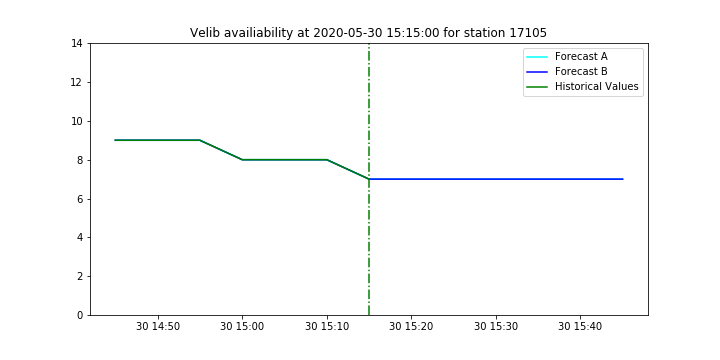 Velib availiability at 2020-05-30 15:15:00 for station 17105
14
12
10
8
6
4
2
0
Forecast A
Forecast B
Historical Values
30 14:50 30 15:00 30 15:10 30 15:20 30 15:30 30 15:40